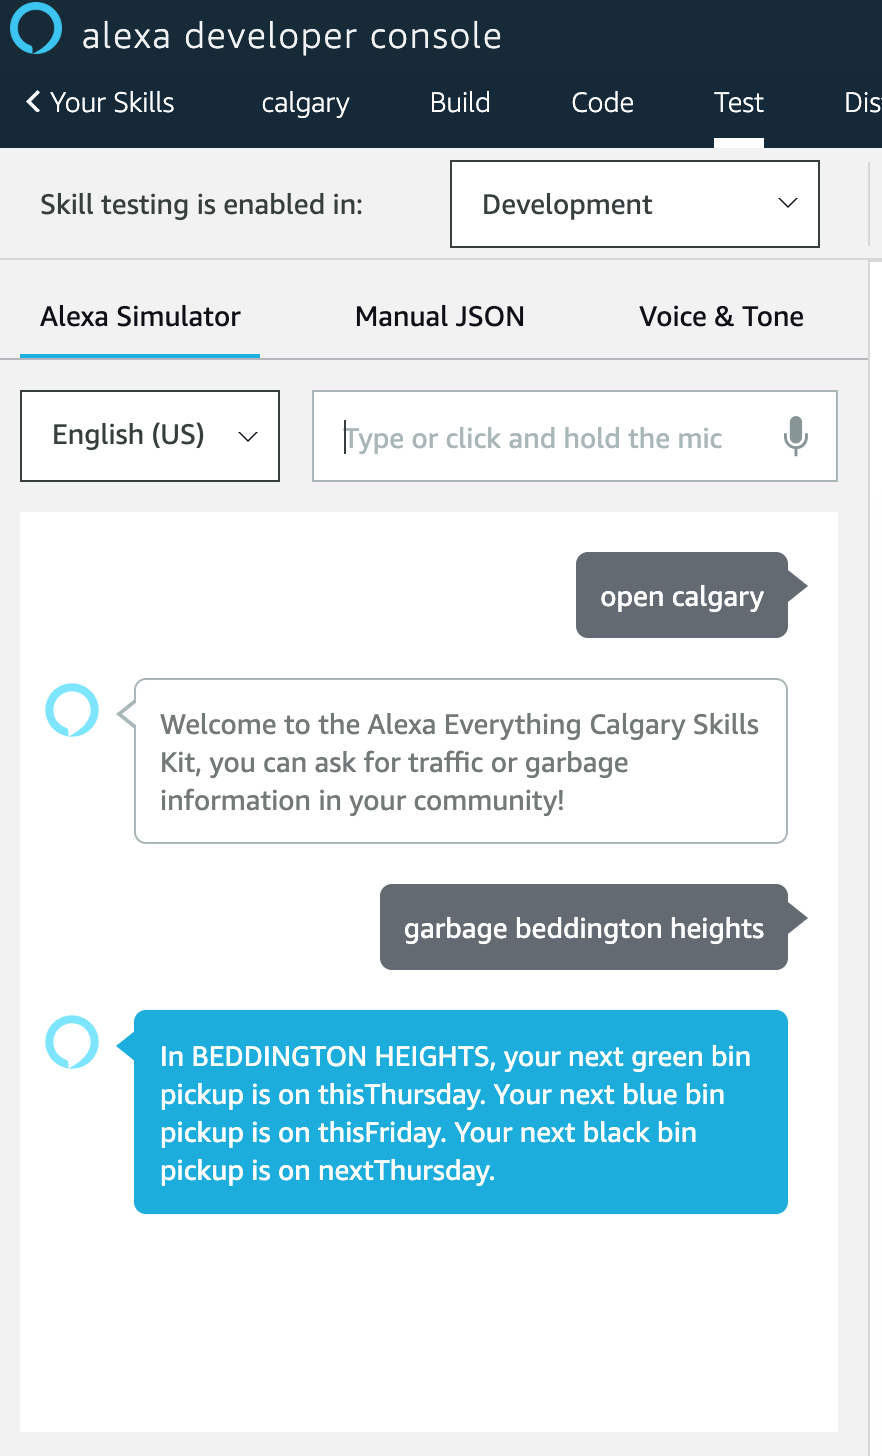 alexa developer console
Your Skills calgary Build Code Test Dis
Skill testing is enabled in: Development
Alexa Simulator Manual JSON Voice & Tone
English (US) Type or click and hold the mic
open calgary
Welcome to the Alexa Everything Calgary Skills
Kit, you can ask for traffic or garbage
information in your community!
garbage beddington heights
In BEDDINGTON HEIGHTS, your next green bin
pickup is on thisThursday. Your next blue bin
pickup is on thisFriday. Your next black bin
pickup is on nextThursday.